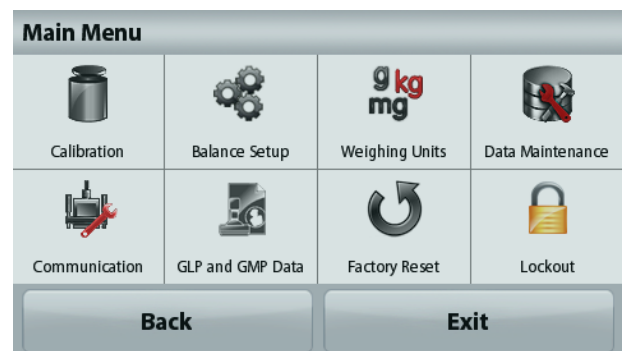 Main Menu
g kg
mg
Calibration
Balance Setup
Weighing Units
Data Maintenance
Communication
GLP and GMP Data
Factory Reset
Lockout
Back
Exit